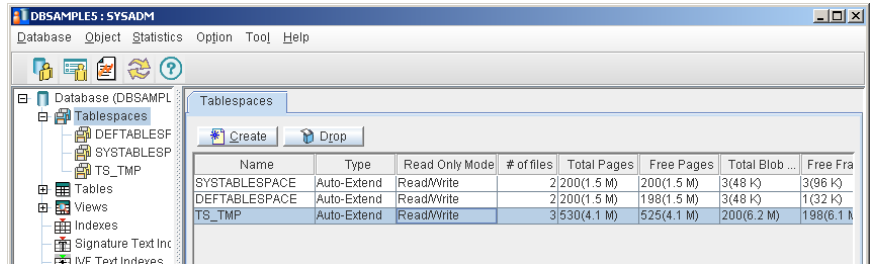 DBSAMPLE5 : SYSADM
Database Object Statistics Option Tool Help
Database (DBSAMPL
Tablespaces
DEFTABLESF
SYSTABLESP
TS_TMP
Tables
Views
Indexes
Signature Text Inc
IVF Text Indexes
Tablespaces
Create Drop
Name Type Read Only Mode # of files Total Pages Free Pages Total Blob ... Free Fra
SYSTABLESPACE Auto-Extend Read/Write 2 200(1.5 M) 200(1.5 M) 3(48 K) 3(96 K)
DEFTABLESPACE Auto-Extend Read/Write 2 200(1.5 M) 198(1.5 M) 3(48 K) 1(32 K)
TS_TMP Auto-Extend Read/Write 3 530(4.1 M) 525(4.1 M) 200(6.2 M) 198(6.1 M